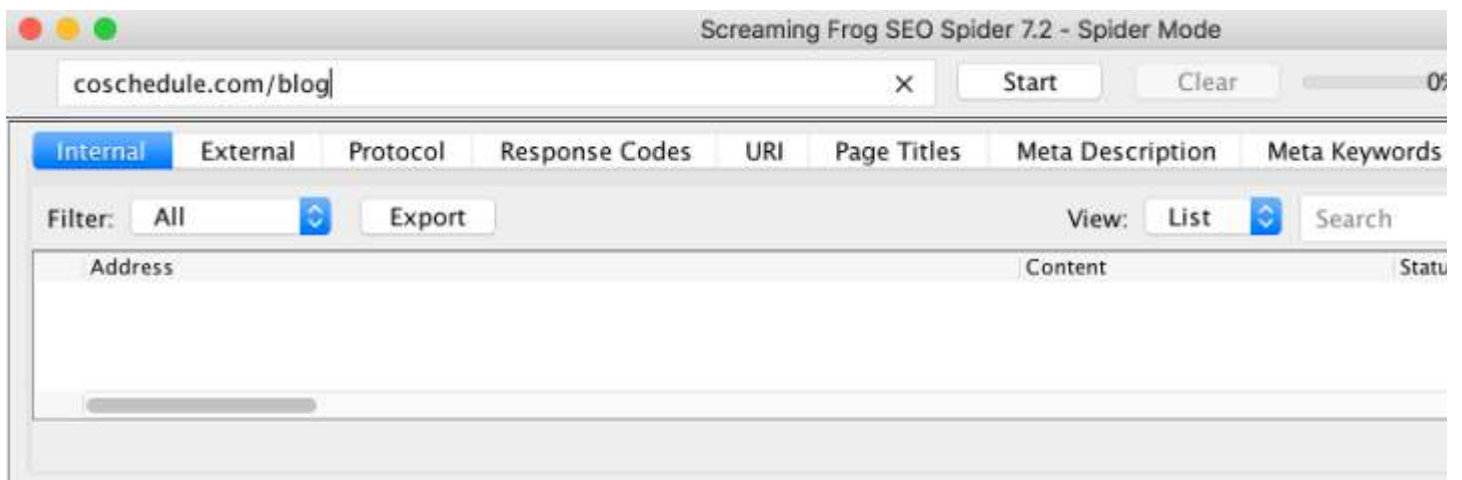 Screaming Frog SEO Spider 7.2 - Spider Mode
coschedule.com/blog × Start Clear
Internal External Protocol Response Codes URI Page Titles Meta Description Meta Keywords
Filter: All Export View: List Search
Address Content